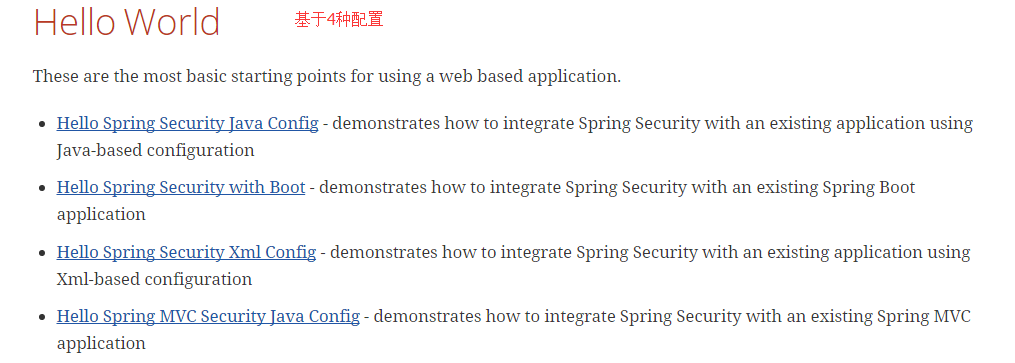 Hello World 基于4种配置
These are the most basic starting points for using a web based application.
Hello Spring Security Java Config - demonstrates how to integrate Spring Security with an existing application using
Java-based configuration
Hello Spring Security with Boot - demonstrates how to integrate Spring Security with an existing Spring Boot
application
Hello Spring Security Xml Config - demonstrates how to integrate Spring Security with an existing application using
Xml-based configuration
Hello Spring MVC Security Java Config - demonstrates how to integrate Spring Security with an existing Spring MVC
application